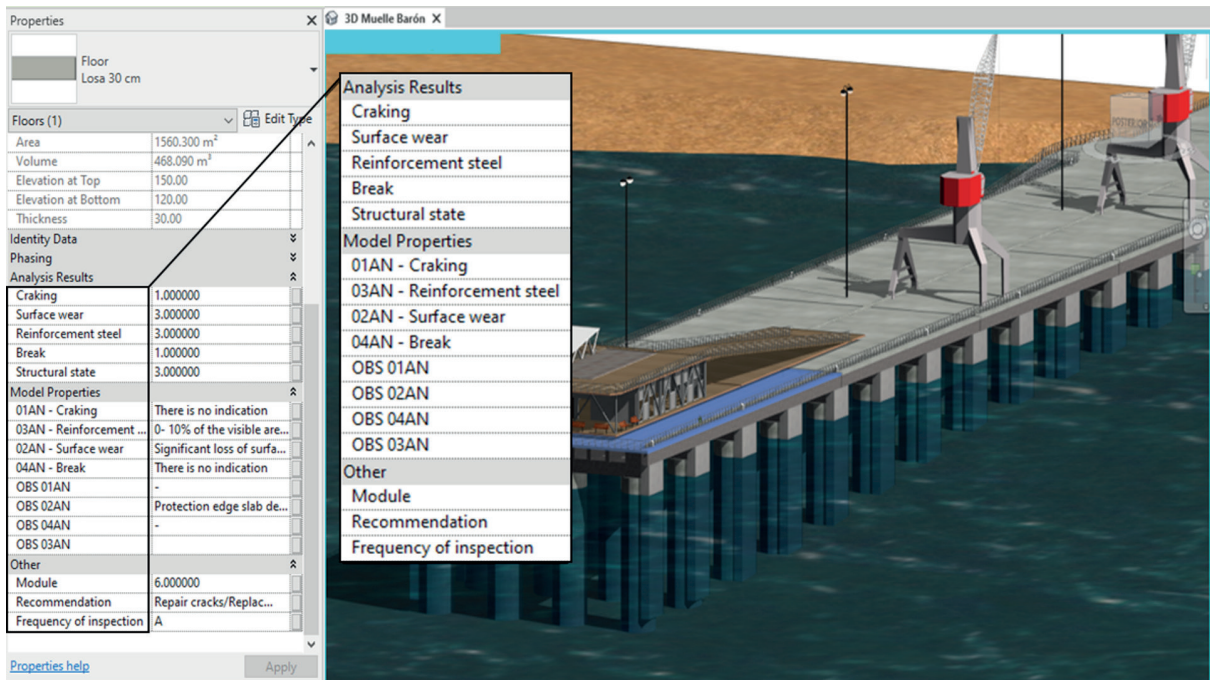 Properties
Floor
Losa 30 cm
Floors (1)
Edit Type
Area 1560.300 m²
Volume 468.090 m³
Elevation at Top 150.00
Elevation at Bottom 120.00
Thickness 30.00
Identity Data
Phasing
Analysis Results
Craking 1.000000
Surface wear 3.000000
Reinforcement steel 3.000000
Break 1.000000
Structural state 3.000000
Model Properties
01AN - Craking There is no indication
03AN - Reinforcement ... 0- 10% of the visible are...
02AN - Surface wear Significant loss of surfa...
04AN - Break There is no indication
OBS 01AN -
OBS 02AN Protection edge slab de...
OBS 04AN -
OBS 03AN
Other
Module 6.000000
Recommendation Repair cracks/Replac...
Frequency of inspection A
Properties help
Apply
3D Muelle Barón
Analysis Results
Craking
Surface wear
Reinforcement steel
Break
Structural state
Model Properties
01AN - Craking
03AN - Reinforcement steel
02AN - Surface wear
04AN - Break
OBS 01AN
OBS 02AN
OBS 04AN
OBS 03AN
Other
Module
Recommendation
Frequency of inspection
POSTERIOR